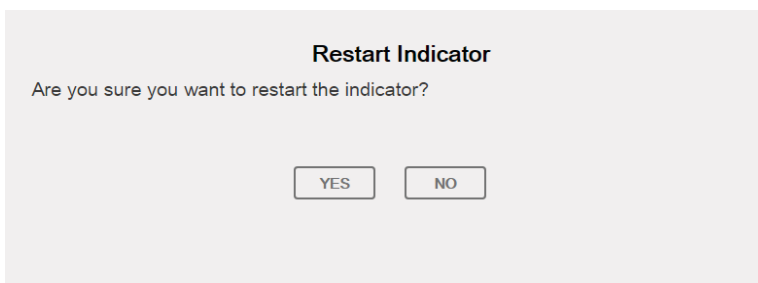 Restart Indicator
Are you sure you want to restart the indicator?
YES NO